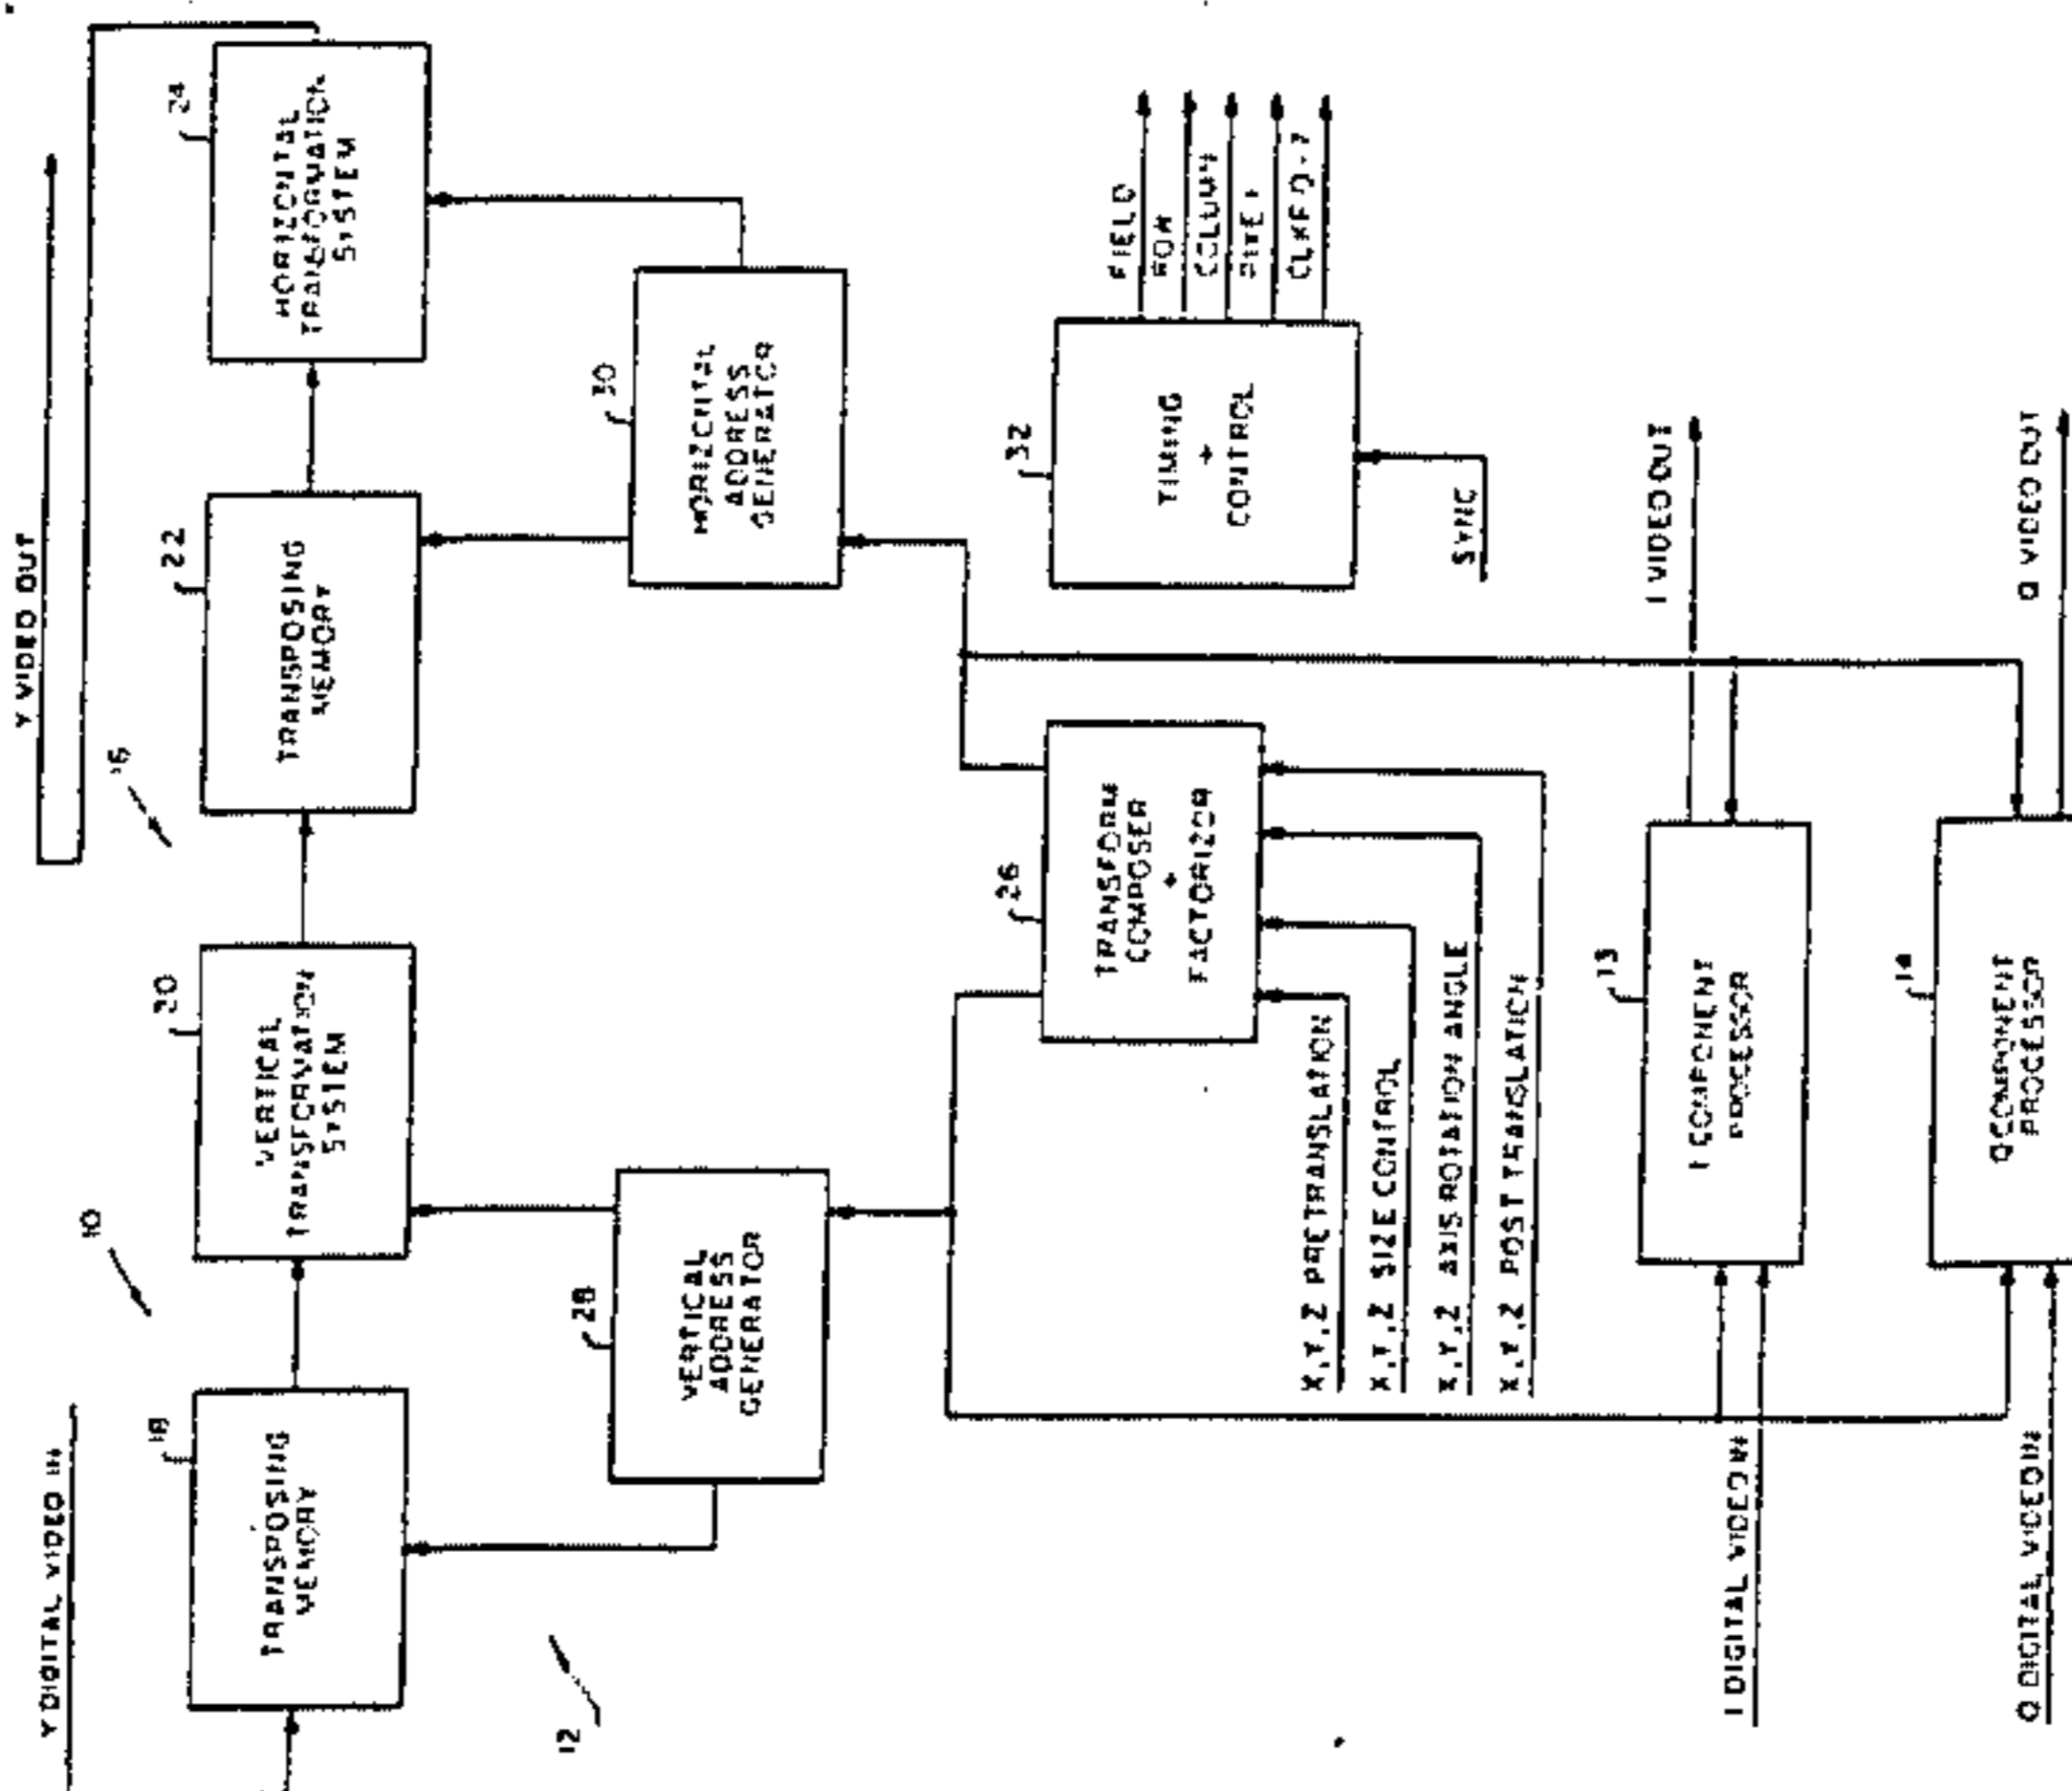 Y DIGITAL VIDEO IN
Y VIDEO OUT
10
16
12
18
TRANSPOSING
MEMORY
20
VERTICAL
TRANSFORMATION
SYSTEM
22
TRANSPOSING
MEMORY
24
HORIZONTAL
TRANSFORMATION
SYSTEM
28
VERTICAL
ADDRESS
GENERATOR
30
HORIZONTAL
ADDRESS
GENERATOR
26
TRANSFORM
COMPOSER
+
FACTORIZOR
X,Y,Z PRETRANSLATION
X,Y,Z SIZE CONTROL
X,Y,Z AXIS ROTATION ANGLE
X,Y,Z POST TRANSLATION
32
TIMING
+
CONTROL
SYNC
FIELD
ROW
COLUMN
I DIGITAL VIDEO IN
13
I COMPONENT
PROCESSOR
I VIDEO OUT
Q DIGITAL VIDEO IN
14
Q COMPONENT
PROCESSOR
Q VIDEO OUT